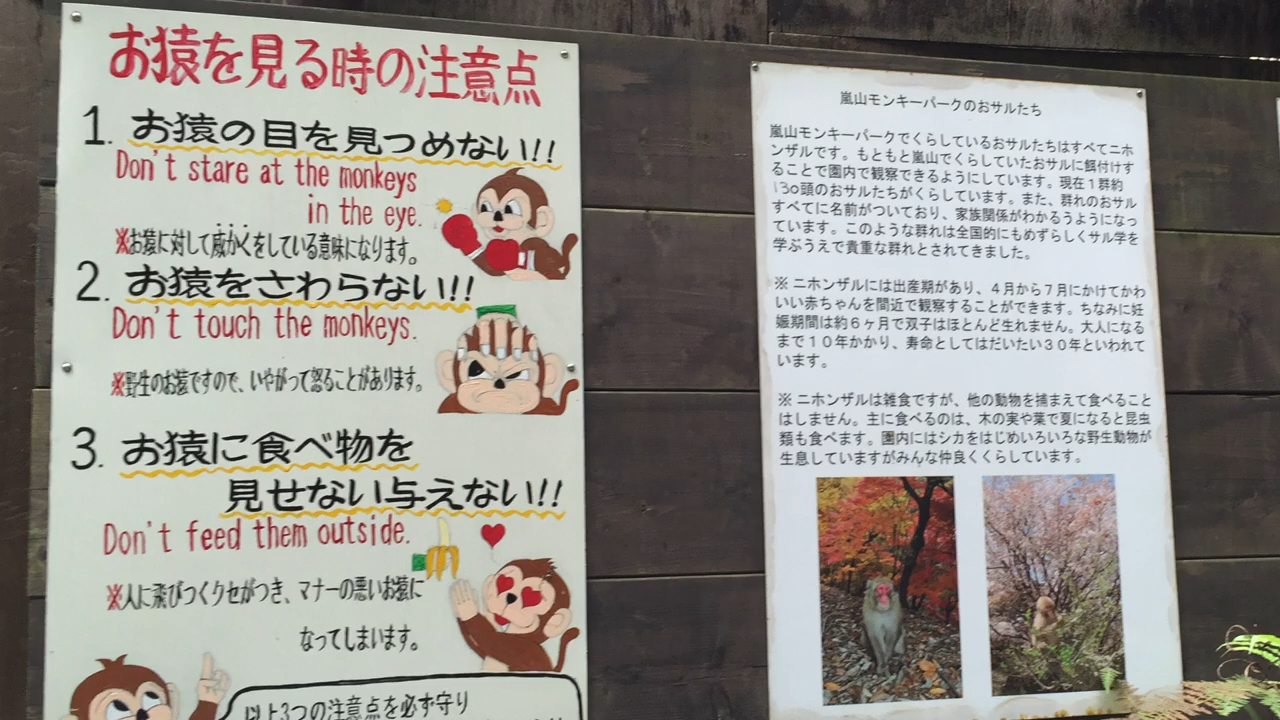 お猿を見る時の注意点
1. お猿の目を見つめない!!
Don't stare at the monkeys
in the eye.
※お猿に対して威かくをしている意味になります。
2. お猿をさわらない!!
Don't touch the monkeys.
※野生のお猿ですので、いやがって怒ることがあります。
3. お猿に食べ物を
見せない与えない!!
Don't feed them outside.
※人に飛びつくクセがつき、マナーの悪いお猿に
なってしまいます。
以上3つの注意点を必ず守り
嵐山モンキーパークのおサルたち
嵐山モンキーパークでくらしているおサルたちはすべてニホ
ンザルです。もともと嵐山でくらしていたおサルに餌付けす
ることで園内で観察できるようにしています。現在1群約
130頭のおサルたちがくらしています。また、群れのおサル
すべてに名前がついており、家族関係がわかるうようになっ
ています。このような群れは全国的にもめずらしくサル学を
学ぶうえで貴重な群れとされてきました。
※ ニホンザルには出産期があり、4月から7月にかけてかわ
いい赤ちゃんを間近で観察することができます。ちなみに妊
娠期間は約6ヶ月で双子はほとんど生れません。大人になる
まで10年かかり、寿命としてはだいたい30年といわれて
います。
※ ニホンザルは雑食ですが、他の動物を捕まえて食べること
はしません。主に食べるのは、木の実や葉で夏になると昆虫
類も食べます。園内にはシカをはじめいろいろな野生動物が
生息していますがみんな仲良くくらしています。